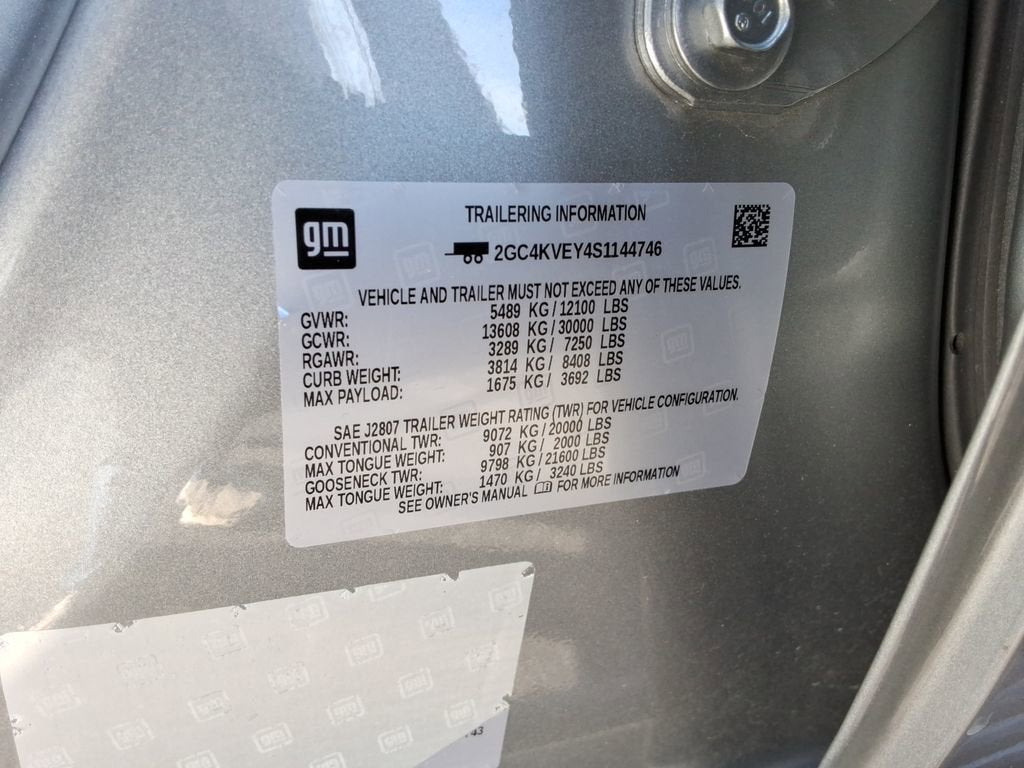 gm
TRAILERING INFORMATION
2GC4KVEY4S1144746
VEHICLE AND TRAILER MUST NOT EXCEED ANY OF THESE VALUES.
GVWR: 5489 KG/12100 LBS
GCWR: 13608 KG/30000 LBS
RGAWR: 3289 KG/ 7250 LBS
CURB WEIGHT: 3814 KG/ 8408 LBS
MAX PAYLOAD: 1675 KG/ 3692 LBS
SAE J2807 TRAILER WEIGHT RATING (TWR) FOR VEHICLE CONFIGURATION.
CONVENTIONAL TWR: 9072 KG/20000 LBS
MAX TONGUE WEIGHT: 907 KG/ 2000 LBS
GOOSENECK TWR: 9798 KG/21600 LBS
MAX TONGUE WEIGHT: 1470 KG/ 3240 LBS
SEE OWNER'S MANUAL FOR MORE INFORMATION